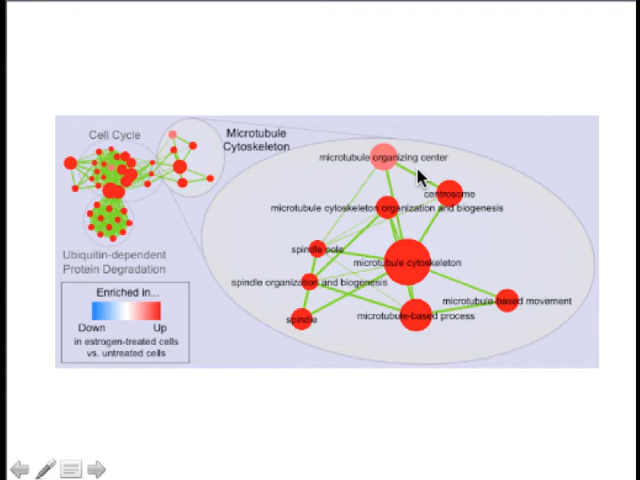 Cell Cycle
Microtubule
Cytoskeleton
Ubiquitin-dependent
Protein Degradation
Enriched in...
Down
Up
in estrogen-treated cells
vs. untreated cells
microtubule organizing center
centrosome
microtubule cytoskeleton organization and biogenesis
spindle pole
microtubule cytoskeleton
spindle organization and biogenesis
microtubule-based movement
spindle
microtubule-based process